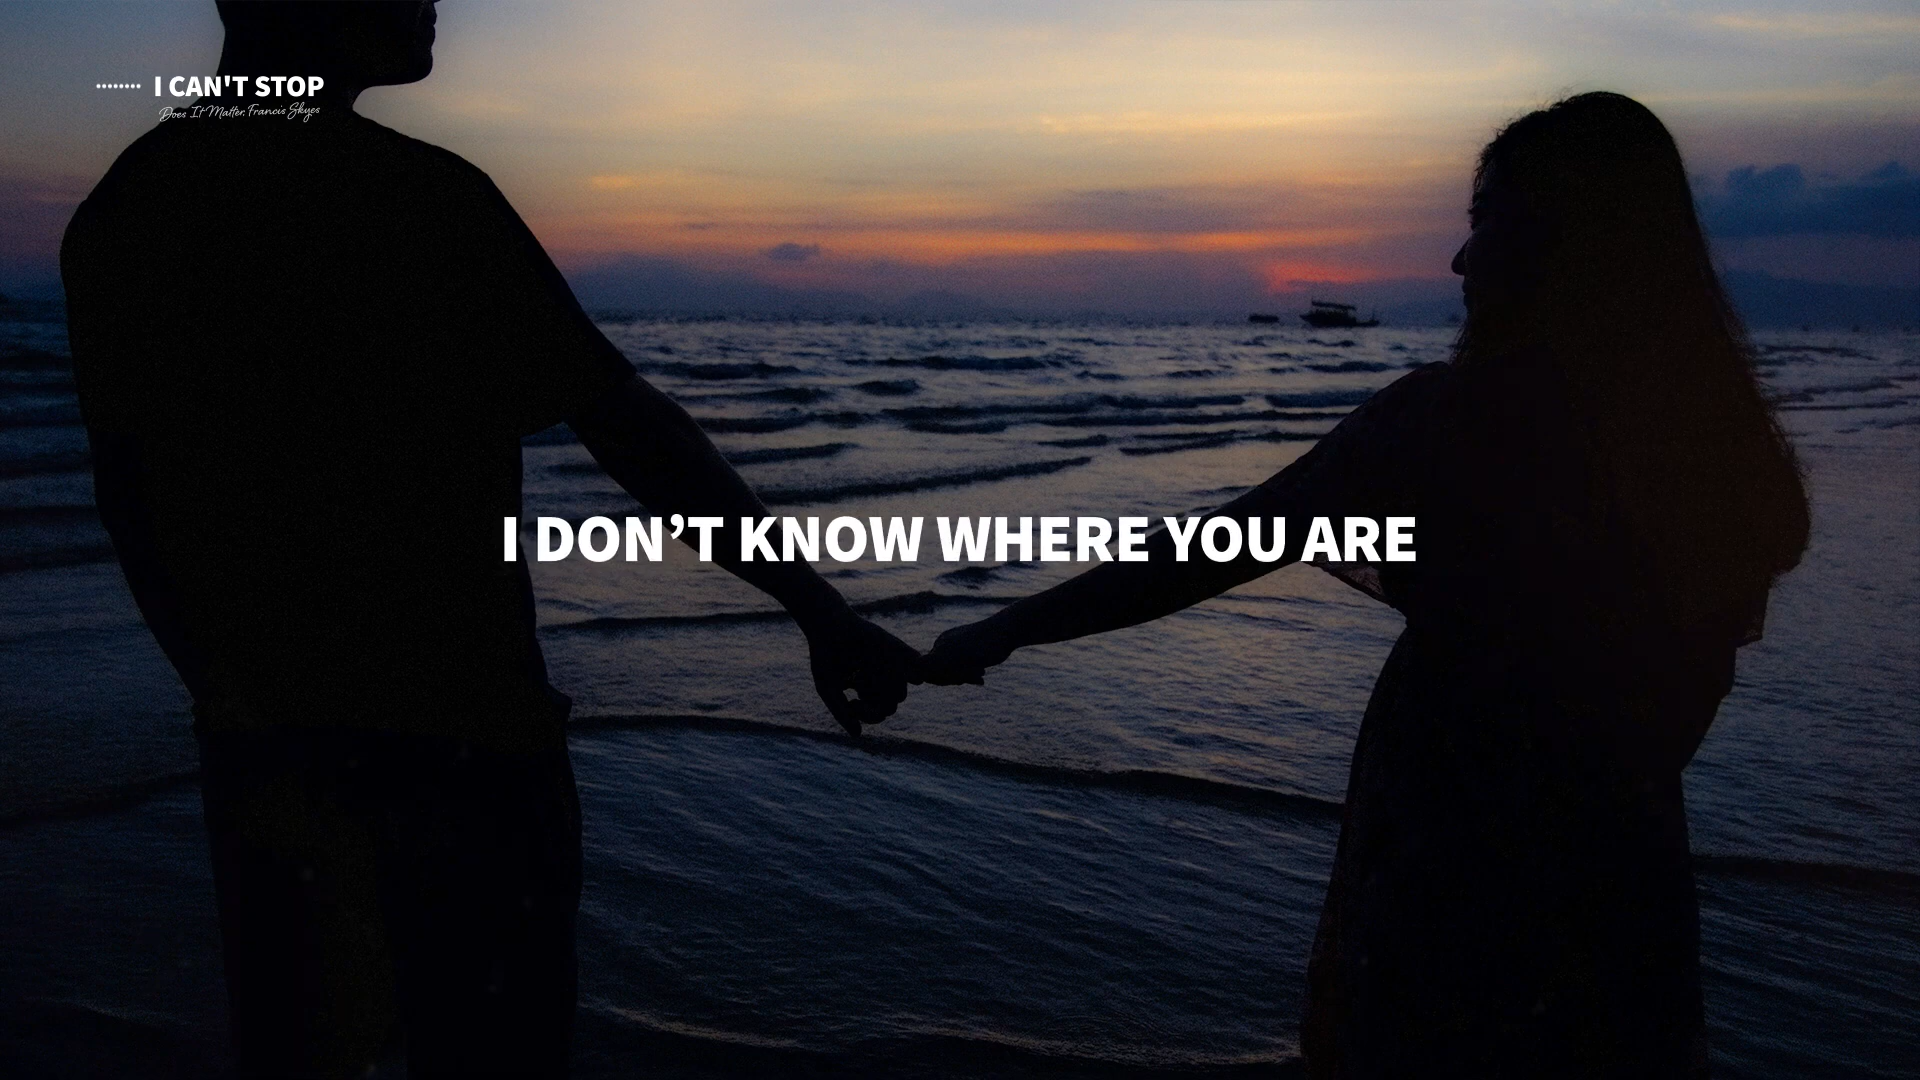 I CAN'T STOP
Does It Matter, Francis Skyes
I DON’T KNOW WHERE YOU ARE